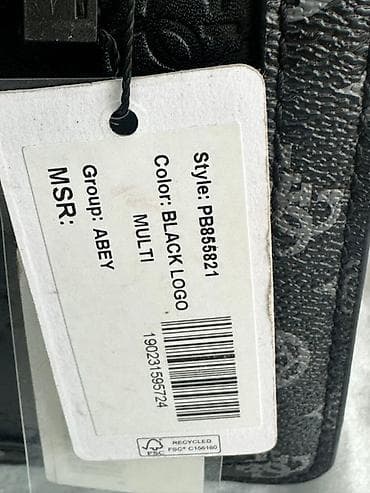 Style: PB855821
Color: BLACK LOGO
MULTI
Group: ABEY
MSR:
190231595724
FSC
RECYCLED
FSC® C156160